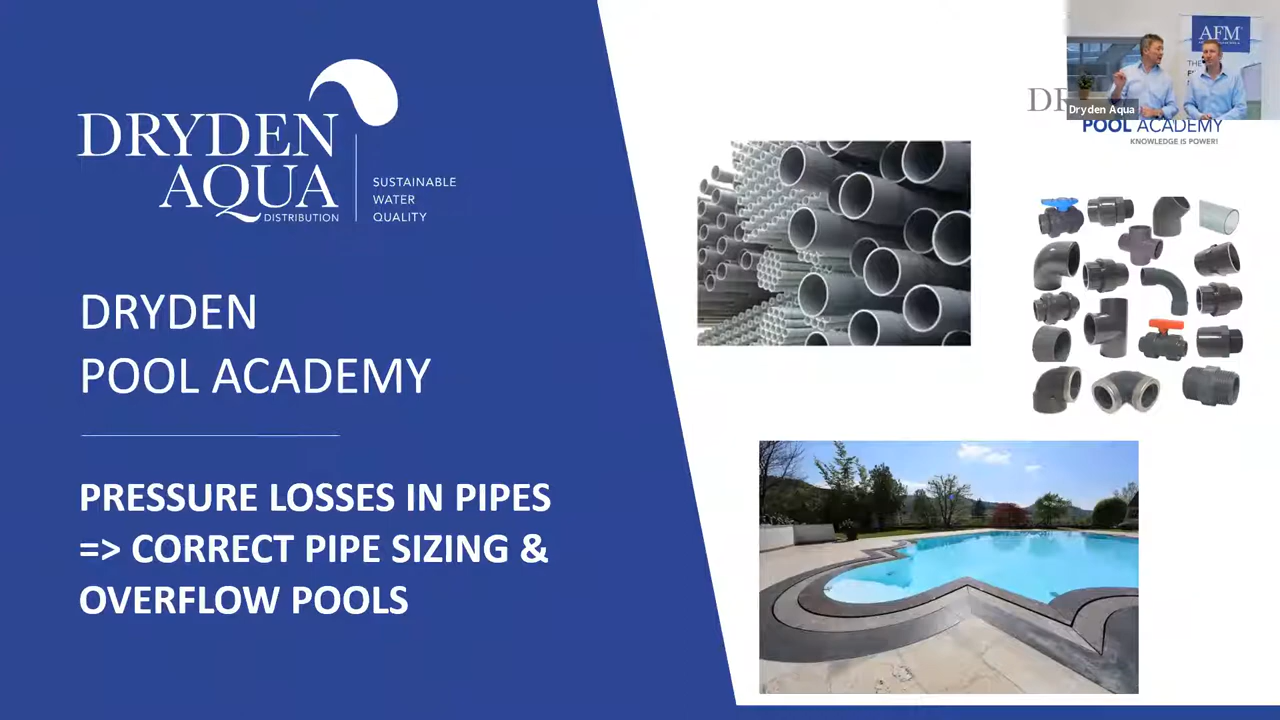 DRYDEN
AQUA
DISTRIBUTION
SUSTAINABLE
WATER
QUALITY
DRYDEN
POOL ACADEMY
PRESSURE LOSSES IN PIPES
=> CORRECT PIPE SIZING &
OVERFLOW POOLS
AFM
Dryden Aqua
POOL ACADEMY
KNOWLEDGE IS POWER!